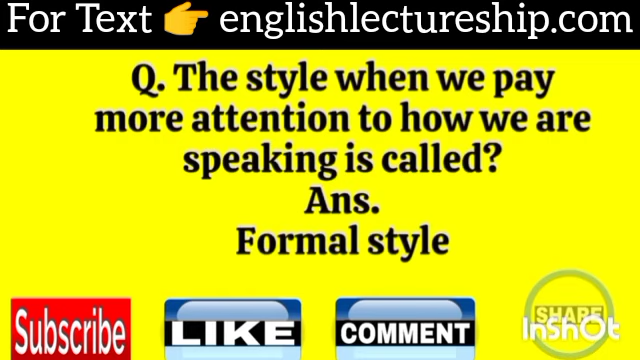 For Text 👉 englishlectureship.com
Q. The style when we pay
more attention to how we are
speaking is called?
Ans.
Formal style
Subscribe
LIKE
COMMENT
SHARE
InShOt